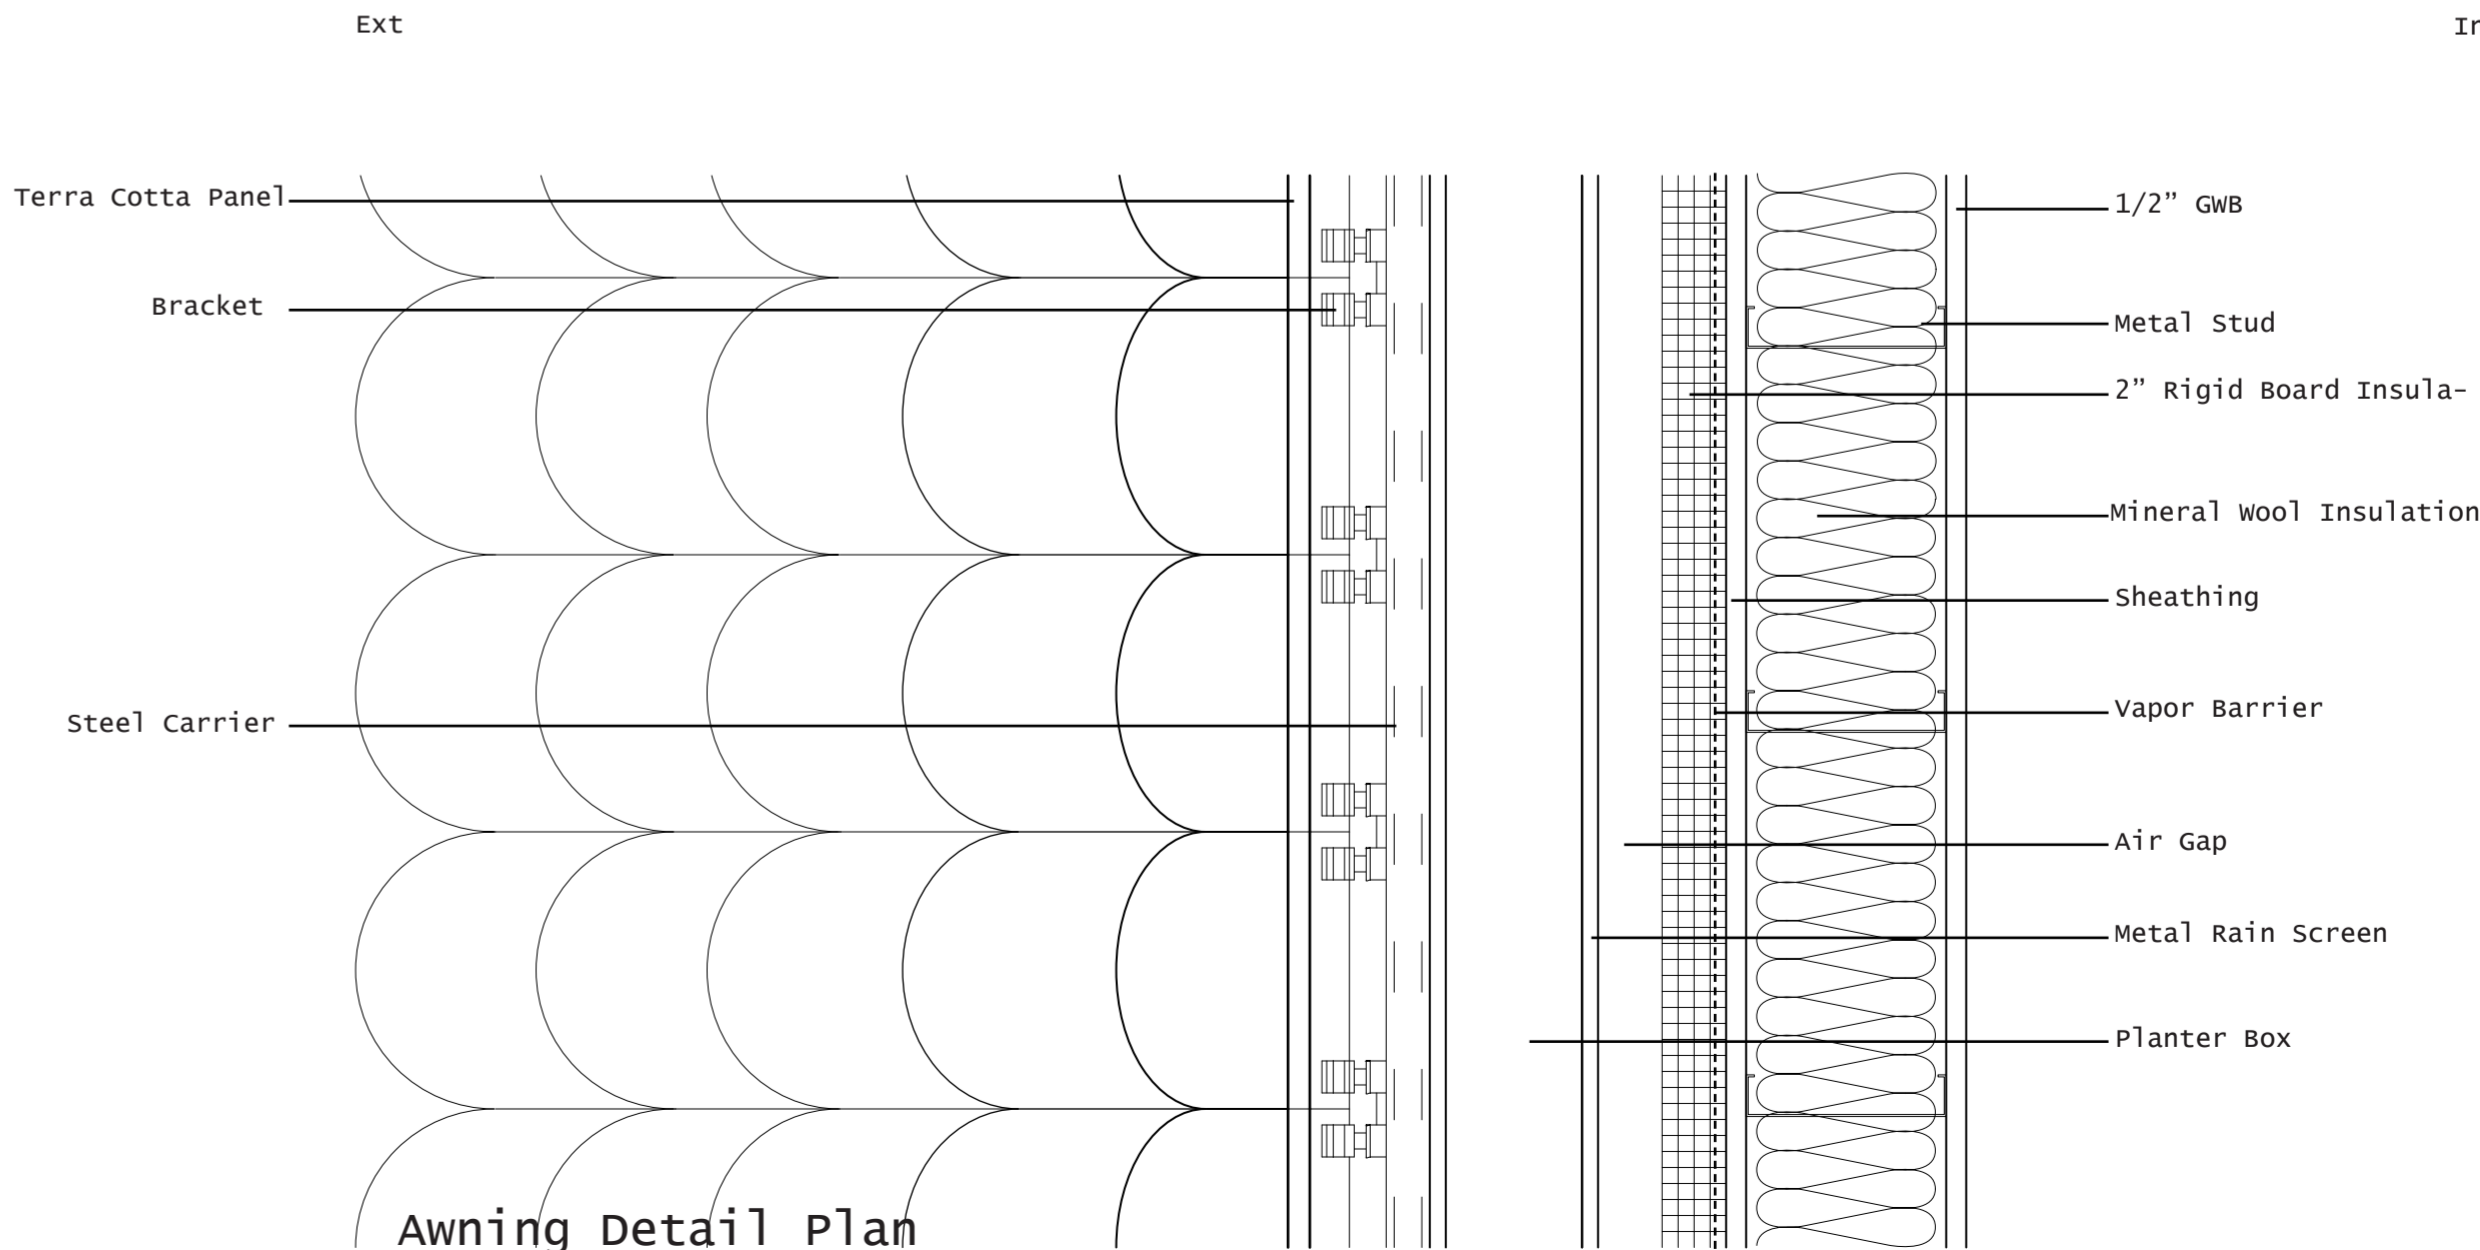 Ext
Terra Cotta Panel
Bracket
Steel Carrier
1/2” GWB
Metal Stud
2” Rigid Board Insula-
Mineral Wool Insulation
Sheathing
Vapor Barrier
Air Gap
Metal Rain Screen
Planter Box
Awning Detail Plan